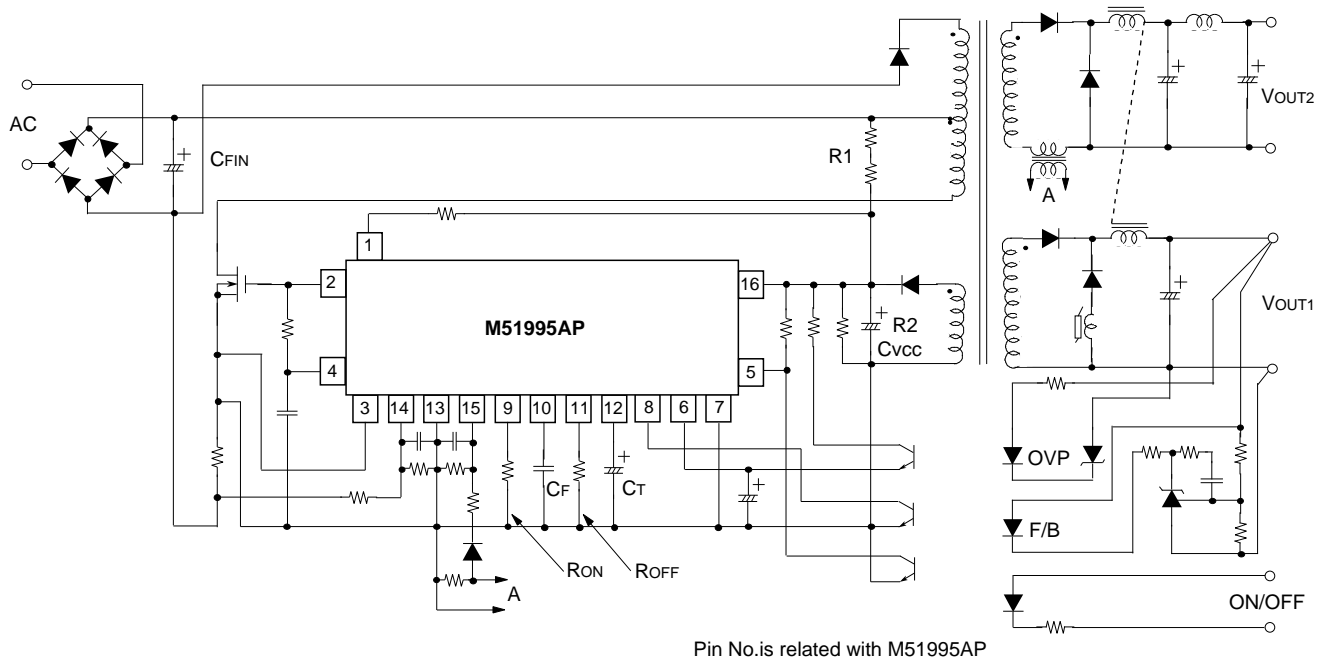 AC
CFIN
R1
VOUT2
A
1
2
16
M51995AP
R2
CVCC
VOUT1
4
5
3
14
13
15
9
10
11
12
8
6
7
OVP
CF
CT
F/B
RON
ROFF
A
ON/OFF
Pin No.is related with M51995AP